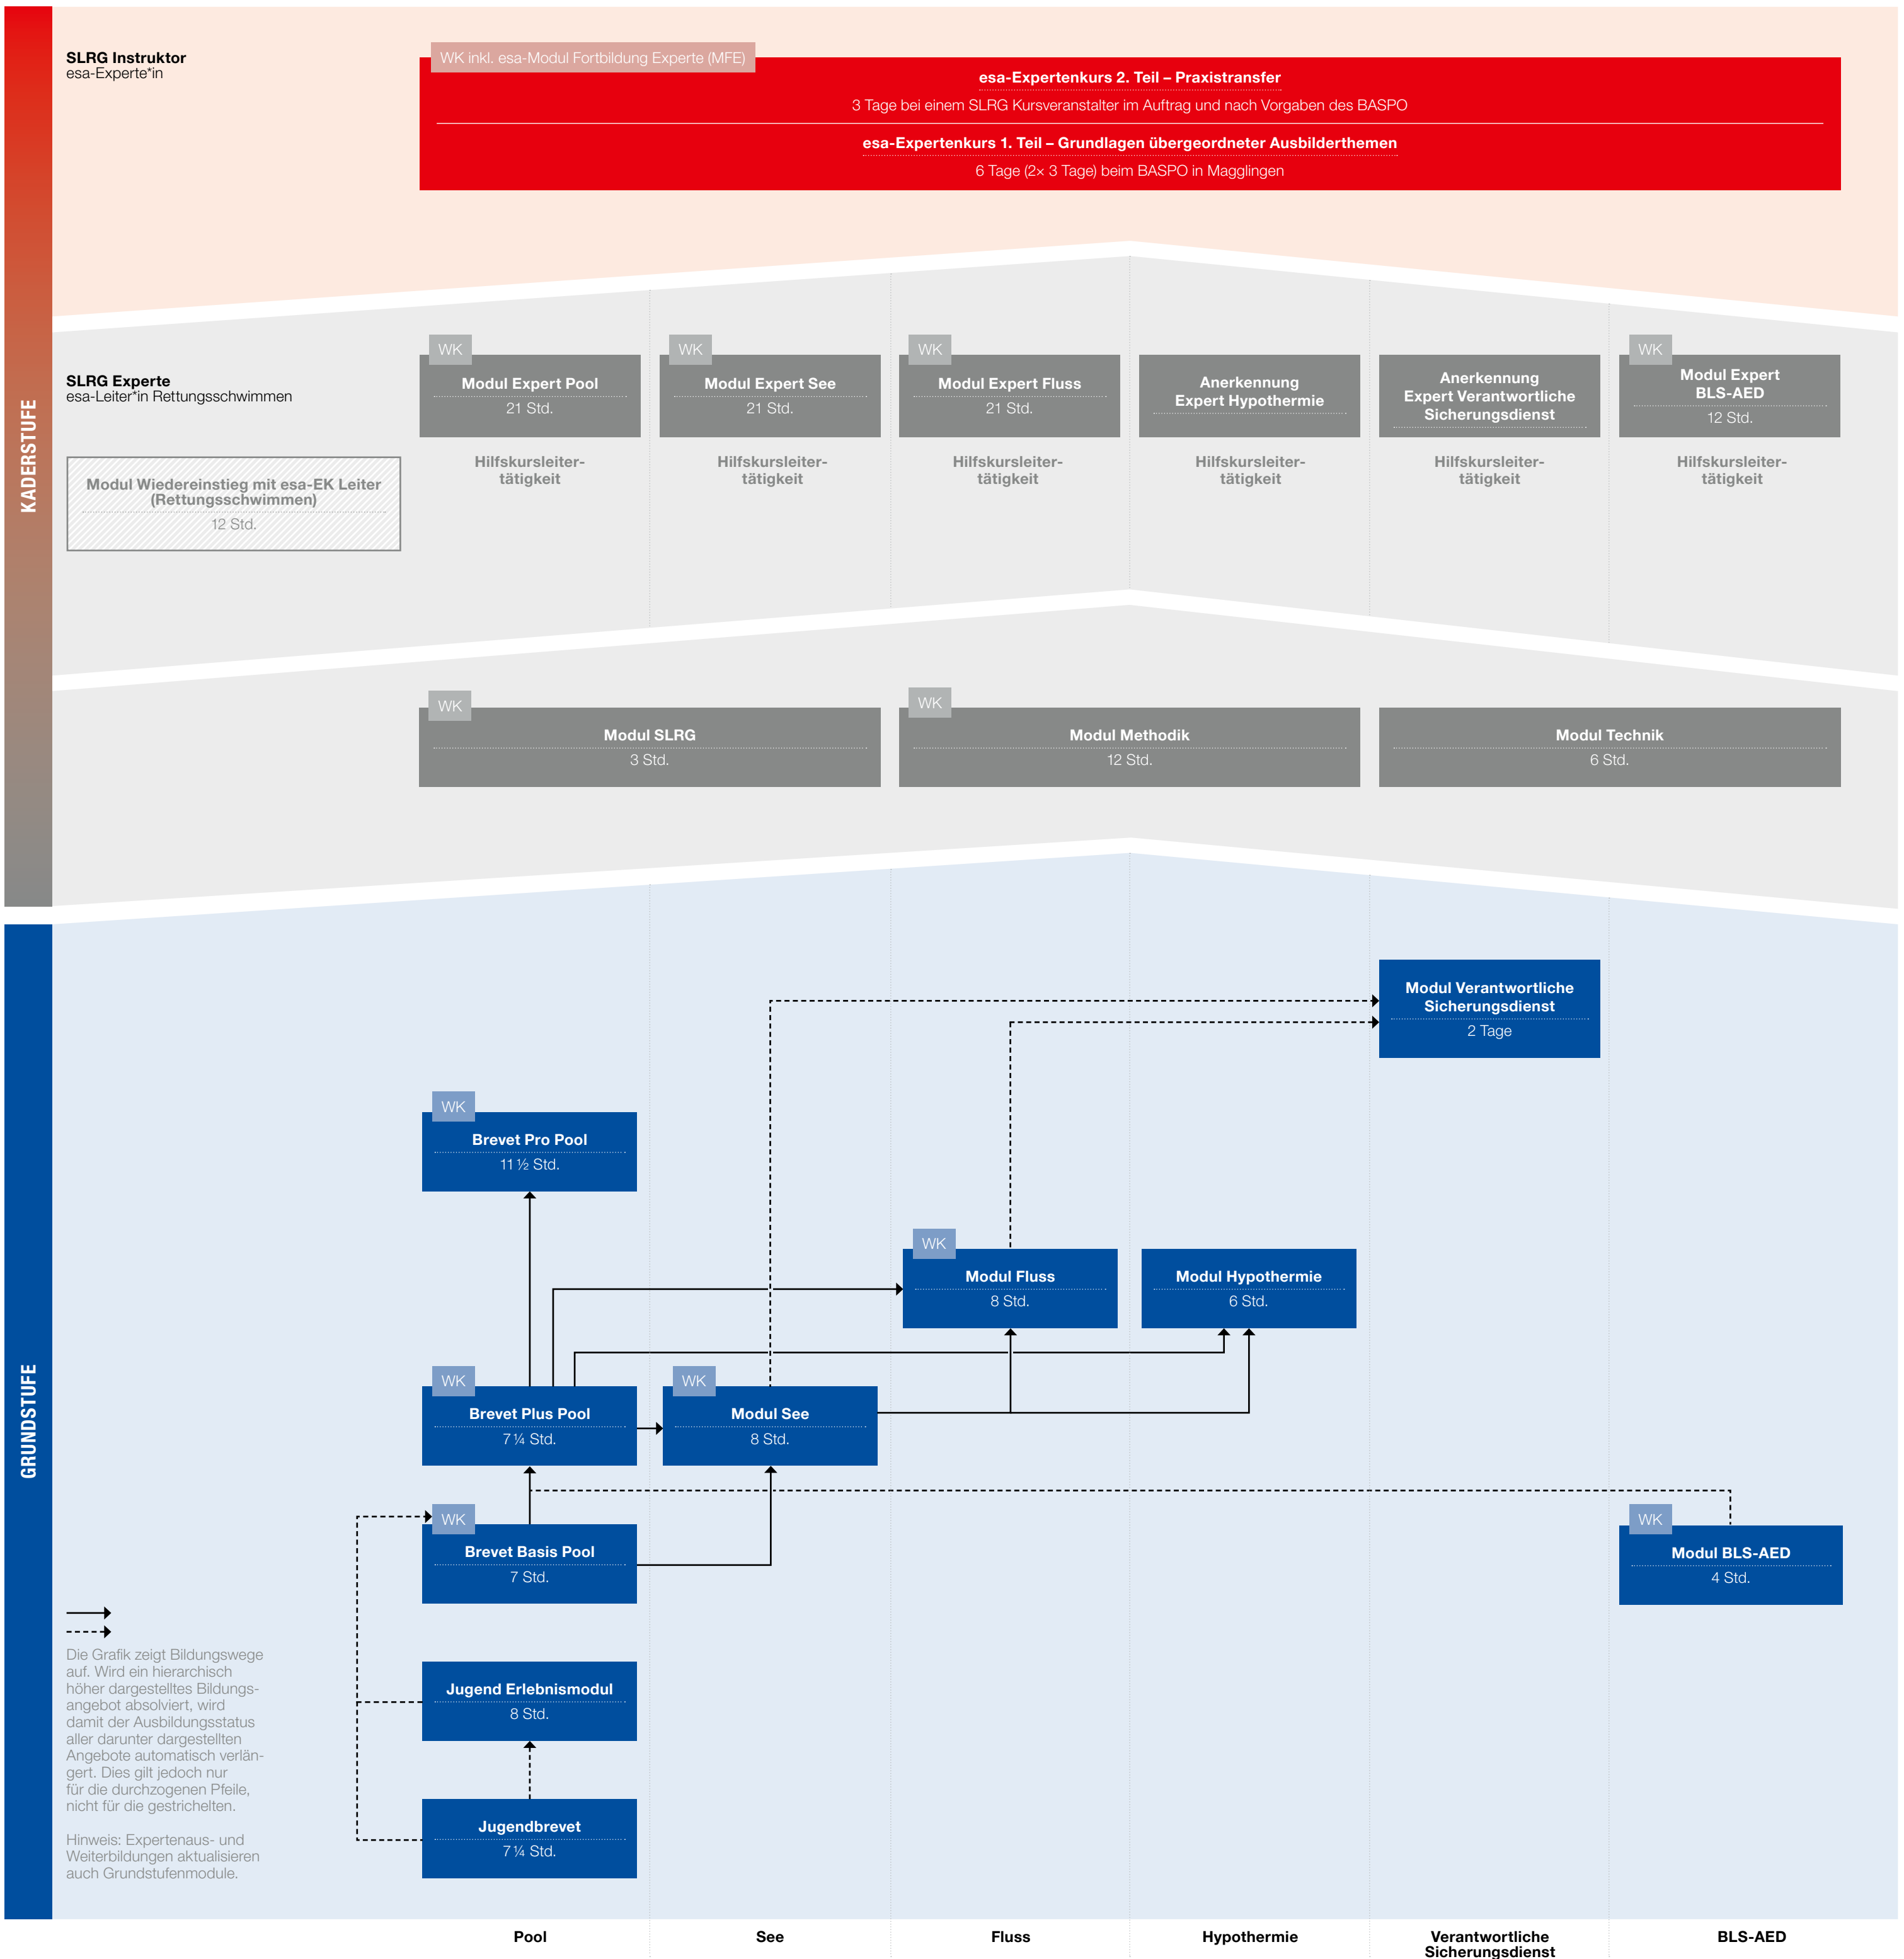 KADERSTUFE
SLRG Instruktor
esa-Experte*in
WK inkl. esa-Modul Fortbildung Experte (MFE)
esa-Expertenkurs 2. Teil – Praxistransfer
3 Tage bei einem SLRG Kursveranstalter im Auftrag und nach Vorgaben des BASPO
esa-Expertenkurs 1. Teil – Grundlagen übergeordneter Ausbilderthemen
6 Tage (2× 3 Tage) beim BASPO in Magglingen
SLRG Experte
esa-Leiter*in Rettungsschwimmen
Modul Wiedereinstieg mit esa-EK Leiter
(Rettungsschwimmen)
12 Std.
WK
Modul Expert Pool
21 Std.
Hilfskursleiter-
tätigkeit
WK
Modul Expert See
21 Std.
Hilfskursleiter-
tätigkeit
WK
Modul Expert Fluss
21 Std.
Hilfskursleiter-
tätigkeit
Anerkennung
Expert Hypothermie
Hilfskursleiter-
tätigkeit
Anerkennung
Expert Verantwortliche
Sicherungsdienst
Hilfskursleiter-
tätigkeit
WK
Modul Expert
BLS-AED
12 Std.
Hilfskursleiter-
tätigkeit
WK
Modul SLRG
3 Std.
WK
Modul Methodik
12 Std.
Modul Technik
6 Std.
GRUNDSTUFE
Modul Verantwortliche
Sicherungsdienst
2 Tage
WK
Brevet Pro Pool
11 ½ Std.
WK
Modul Fluss
8 Std.
Modul Hypothermie
6 Std.
WK
Brevet Plus Pool
7 ¼ Std.
WK
Modul See
8 Std.
WK
Brevet Basis Pool
7 Std.
WK
Modul BLS-AED
4 Std.
Jugend Erlebnismodul
8 Std.
Jugendbrevet
7 ¼ Std.
Die Grafik zeigt Bildungswege
auf. Wird ein hierarchisch
höher dargestelltes Bildungs-
angebot absolviert, wird
damit der Ausbildungsstatus
aller darunter dargestellten
Angebote automatisch verlän-
gert. Dies gilt jedoch nur
für die durchzogenen Pfeile,
nicht für die gestrichelten.
Hinweis: Expertenaus- und
Weiterbildungen aktualisieren
auch Grundstufenmodule.
Pool
See
Fluss
Hypothermie
Verantwortliche
Sicherungsdienst
BLS-AED